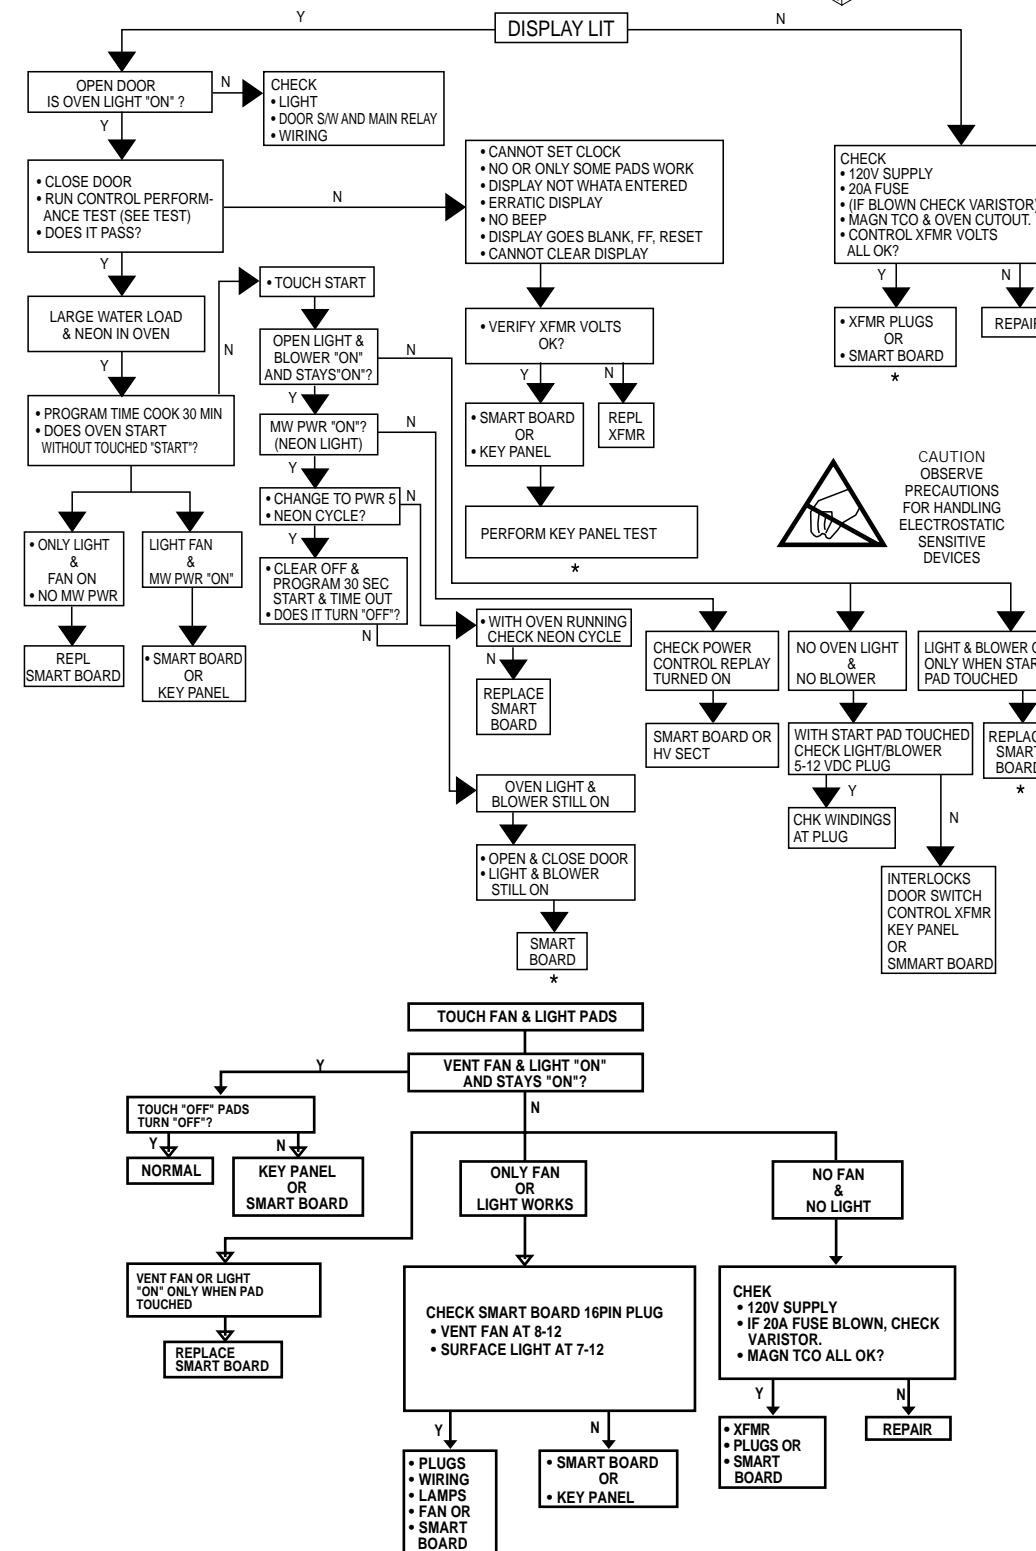 Y
DISPLAY LIT
N
OPEN DOOR
IS OVEN LIGHT "ON" ?
N
CHECK
• LIGHT
• DOOR S/W AND MAIN RELAY
• WIRING
Y
• CLOSE DOOR
• RUN CONTROL PERFORM-
ANCE TEST (SEE TEST)
• DOES IT PASS?
N
• CANNOT SET CLOCK
• NO OR ONLY SOME PADS WORK
• DISPLAY NOT WHATA ENTERED
• ERRATIC DISPLAY
• NO BEEP
• DISPLAY GOES BLANK, FF, RESET
• CANNOT CLEAR DISPLAY
CHECK
• 120V SUPPLY
• 20A FUSE
• (IF BLOWN CHECK VARISTOR)
• MAGN TCO & OVEN CUTOUT.
• CONTROL XFMR VOLTS
ALL OK?
Y
N
• XFMR PLUGS
OR
• SMART BOARD
*
REPAIR
Y
LARGE WATER LOAD
& NEON IN OVEN
Y
• PROGRAM TIME COOK 30 MIN
• DOES OVEN START
WITHOUT TOUCHED "START"?
N
• TOUCH START
OPEN LIGHT &
BLOWER "ON"
AND STAYS"ON"?
N
Y
MW PWR "ON"?
(NEON LIGHT)
N
Y
• CHANGE TO PWR 5
• NEON CYCLE?
N
Y
• CLEAR OFF &
PROGRAM 30 SEC
START & TIME OUT
• DOES IT TURN "OFF"?
N
• VERIFY XFMR VOLTS
OK?
Y
N
• SMART BOARD
OR
• KEY PANEL
REPL
XFMR
PERFORM KEY PANEL TEST
*
CAUTION
OBSERVE
PRECAUTIONS
FOR HANDLING
ELECTROSTATIC
SENSITIVE
DEVICES
• ONLY LIGHT
&
FAN ON
• NO MW PWR
LIGHT FAN
&
MW PWR "ON"
REPL
SMART BOARD
• SMART BOARD
OR
KEY PANEL
• WITH OVEN RUNNING
CHECK NEON CYCLE
N
REPLACE
SMART
BOARD
CHECK POWER
CONTROL REPLAY
TURNED ON
SMART BOARD OR
HV SECT
NO OVEN LIGHT
&
NO BLOWER
LIGHT & BLOWER
ONLY WHEN STAR
PAD TOUCHED
WITH START PAD TOUCHED
CHECK LIGHT/BLOWER
5-12 VDC PLUG
REPLAC
SMART
BOARD
*
Y
N
CHK WINDINGS
AT PLUG
INTERLOCKS
DOOR SWITCH
CONTROL XFMR
KEY PANEL
OR
SMMART BOARD
OVEN LIGHT &
BLOWER STILL ON
• OPEN & CLOSE DOOR
• LIGHT & BLOWER
STILL ON
SMART
BOARD
*
TOUCH FAN & LIGHT PADS
VENT FAN & LIGHT "ON"
AND STAYS "ON"?
Y
N
TOUCH "OFF" PADS
TURN "OFF"?
Y
N
NORMAL
KEY PANEL
OR
SMART BOARD
ONLY FAN
OR
LIGHT WORKS
NO FAN
&
NO LIGHT
VENT FAN OR LIGHT
"ON" ONLY WHEN PAD
TOUCHED
REPLACE
SMART BOARD
CHECK SMART BOARD 16PIN PLUG
• VENT FAN AT 8-12
• SURFACE LIGHT AT 7-12
CHEK
• 120V SUPPLY
• IF 20A FUSE BLOWN, CHECK
VARISTOR.
• MAGN TCO ALL OK?
Y
N
Y
N
• PLUGS
• WIRING
• LAMPS
• FAN OR
• SMART
BOARD
• SMART BOARD
OR
• KEY PANEL
• XFMR
• PLUGS OR
• SMART
BOARD
REPAIR